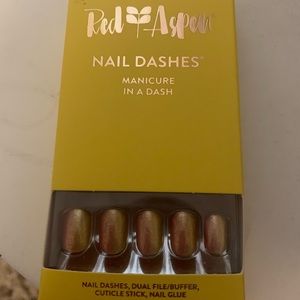 Red Aspen
NAIL DASHES®
MANICURE
IN A DASH
NAIL DASHES, DUAL FILE/BUFFER,
CUTICLE STICK, NAIL GLUE